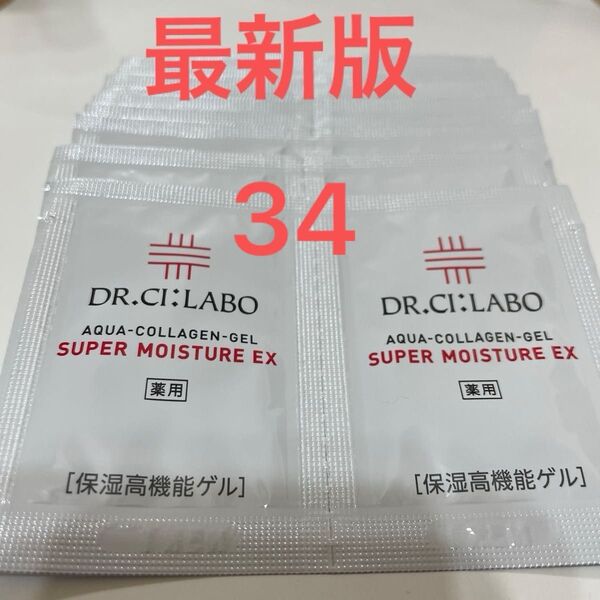 最新版
34
DR.CI:LABO
AQUA-COLLAGEN-GEL
SUPER MOISTURE EX
薬用
[保湿高機能ゲル]
DR.CI:LABO
AQUA-COLLAGEN-GEL
SUPER MOISTURE EX
薬用
[保湿高機能ゲル]